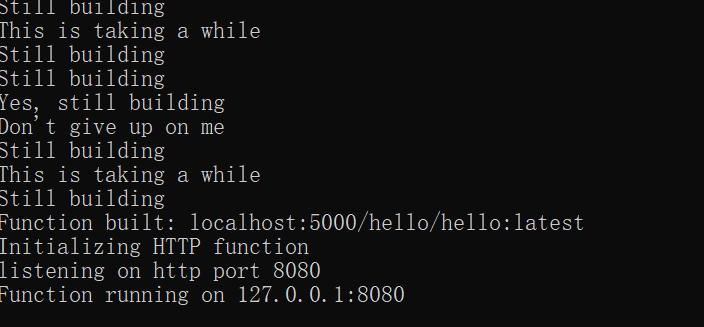 Still building
This is taking a while
Still building
Still building
Yes, still building
Don't give up on me
Still building
This is taking a while
Still building
Function built: localhost:5000/hello/hello:latest
Initializing HTTP function
listening on http port 8080
Function running on 127.0.0.1:8080